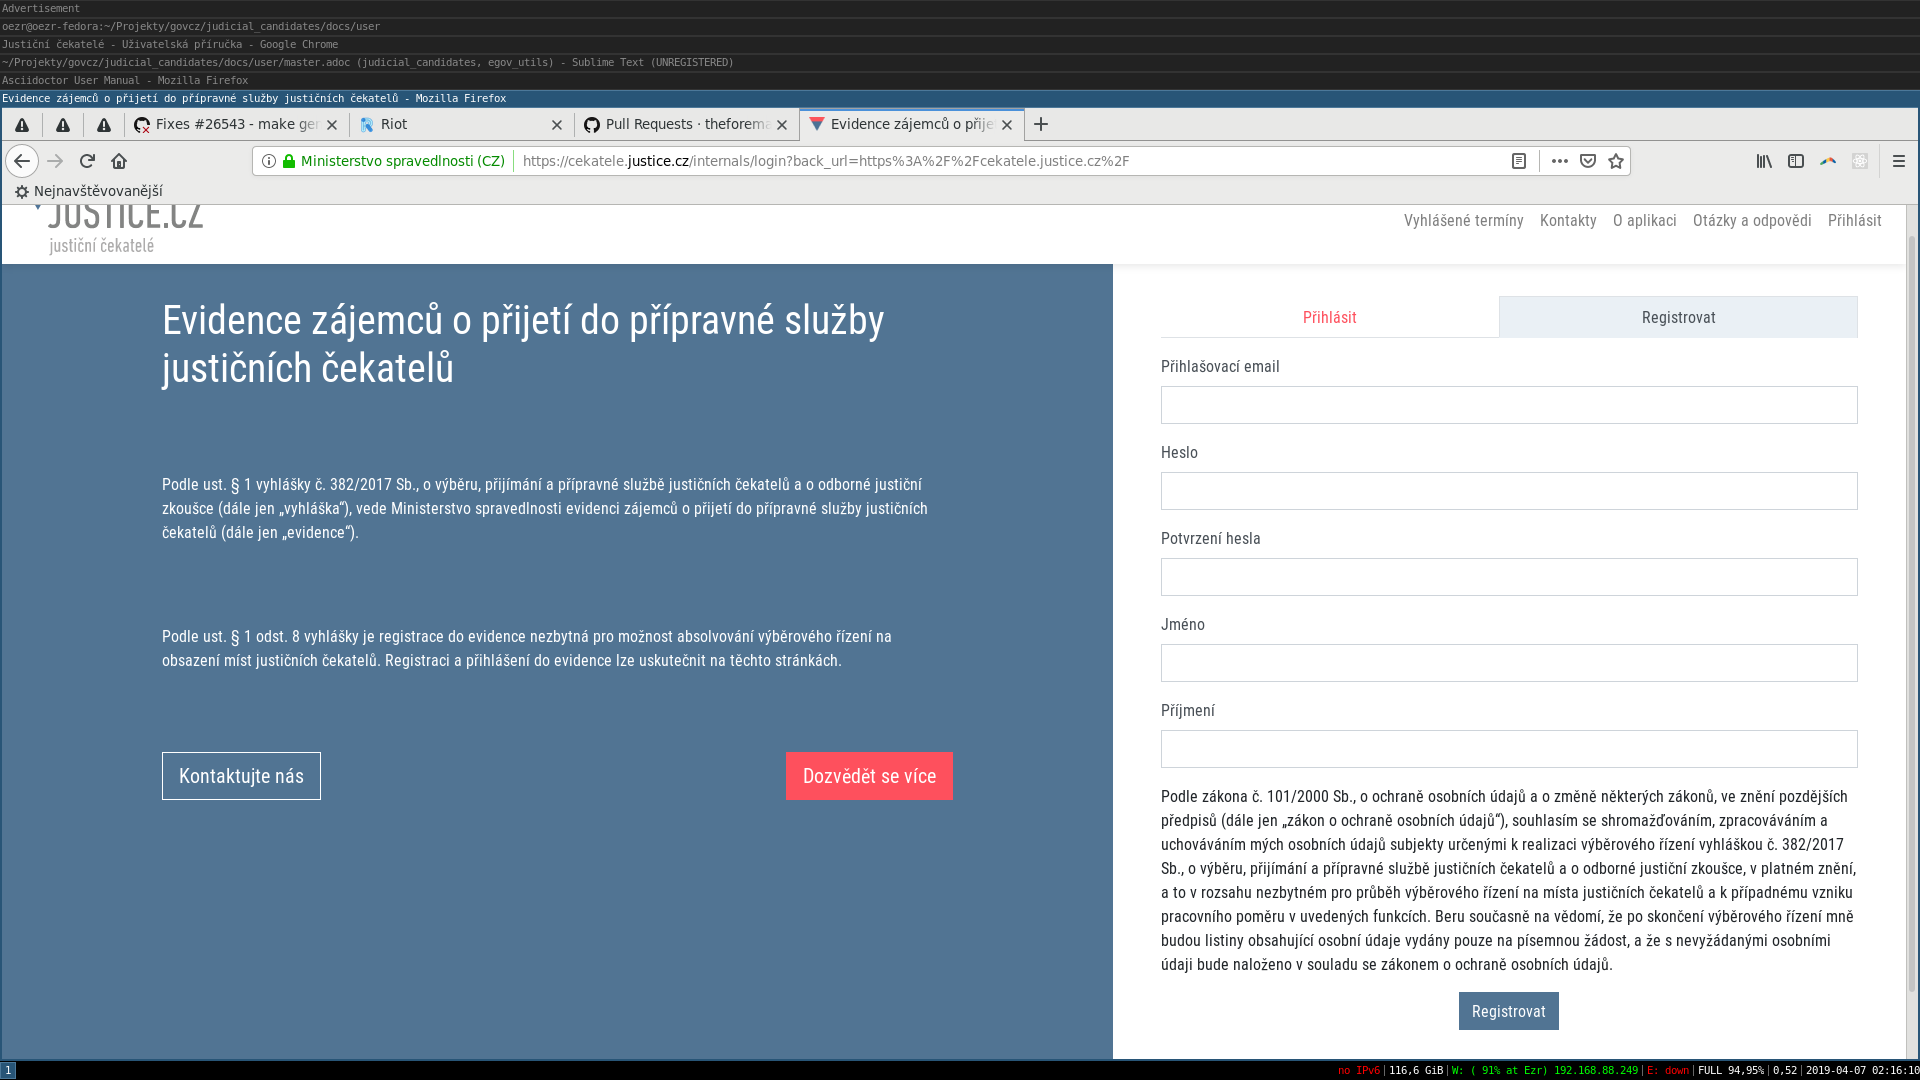 Advertisement
oezr@oezr-fedora:~/Projekty/govcz/judicial_candidates/docs/user
Justiční čekatelé - Uživatelská příručka - Google Chrome
~/Projekty/govcz/judicial_candidates/docs/user/master.adoc (judicial_candidates, egov_utils) - Sublime Text (UNREGISTERED)
Asciidoctor User Manual - Mozilla Firefox
Evidence zájemců o přijetí do přípravné služby justičních čekatelů - Mozilla Firefox
Fixes #26543 - make ger
Riot
Pull Requests · theforema
Evidence zájemců o přije
Ministerstvo spravedlnosti (CZ)
https://cekatele.justice.cz/internals/login?back_url=https%3A%2F%2Fcekatele.justice.cz%2F
Nejnavštěvovanější
JUSTICE.CZ
justiční čekatelé
Vyhlášené termíny Kontakty O aplikaci Otázky a odpovědi Přihlásit
Evidence zájemců o přijetí do přípravné služby
justičních čekatelů
Podle ust. § 1 vyhlášky č. 382/2017 Sb., o výběru, přijímání a přípravné službě justičních čekatelů a o odborné justiční
zkoušce (dále jen „vyhláška“), vede Ministerstvo spravedlnosti evidenci zájemců o přijetí do přípravné služby justičních
čekatelů (dále jen „evidence“).
Podle ust. § 1 odst. 8 vyhlášky je registrace do evidence nezbytná pro možnost absolvování výběrového řízení na
obsazení míst justičních čekatelů. Registraci a přihlášení do evidence lze uskutečnit na těchto stránkách.
Kontaktujte nás
Dozvědět se více
Přihlásit
Registrovat
Přihlašovací email
Heslo
Potvrzení hesla
Jméno
Příjmení
Podle zákona č. 101/2000 Sb., o ochraně osobních údajů a o změně některých zákonů, ve znění pozdějších
předpisů (dále jen „zákon o ochraně osobních údajů“), souhlasím se shromažďováním, zpracováváním a
uchováváním mých osobních údajů subjekty určenými k realizaci výběrového řízení vyhláškou č. 382/2017
Sb., o výběru, přijímání a přípravné službě justičních čekatelů a o odborné justiční zkoušce, v platném znění,
a to v rozsahu nezbytném pro průběh výběrového řízení na místa justičních čekatelů a k případnému vzniku
pracovního poměru v uvedených funkcích. Beru současně na vědomí, že po skončení výběrového řízení mně
budou listiny obsahující osobní údaje vydány pouze na písemnou žádost, a že s nevyžádanými osobními
údaji bude naloženo v souladu se zákonem o ochraně osobních údajů.
Registrovat
1
no IPv6|116,6 GiB|W: ( 91% at Ezr) 192.168.88.249|E: down|FULL 94,95%|0,52|2019-04-07 02:16:10